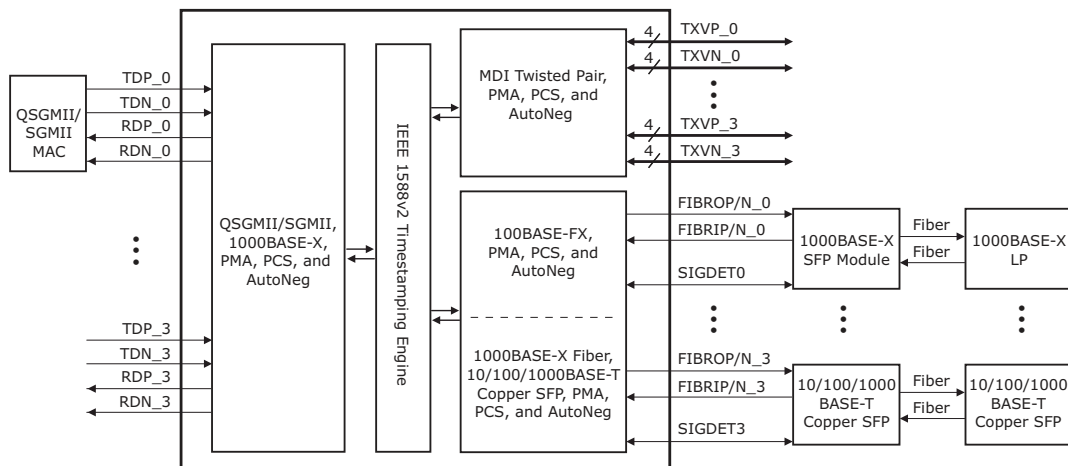 QSGMII/
SGMII
MAC
TDP_0
TDN_0
RDP_0
RDN_0
TDP_3
TDN_3
RDP_3
RDN_3
QSGMII/SGMII,
1000BASE-X,
PMA, PCS, and
AutoNeg
IEEE 1588v2 Timestamping Engine
MDI Twisted Pair,
PMA, PCS, and
AutoNeg
4 TXVP_0
4 TXVN_0
4 TXVP_3
4 TXVN_3
100BASE-FX,
PMA, PCS, and
AutoNeg
1000BASE-X Fiber,
10/100/1000BASE-T
Copper SFP, PMA,
PCS, and AutoNeg
FIBROP/N_0
FIBRIP/N_0
SIGDET0
FIBROP/N_3
FIBRIP/N_3
SIGDET3
1000BASE-X
SFP Module
Fiber
Fiber
1000BASE-X
LP
10/100/1000
BASE-T
Copper SFP
Fiber
Fiber
10/100/1000
BASE-T
Copper SFP